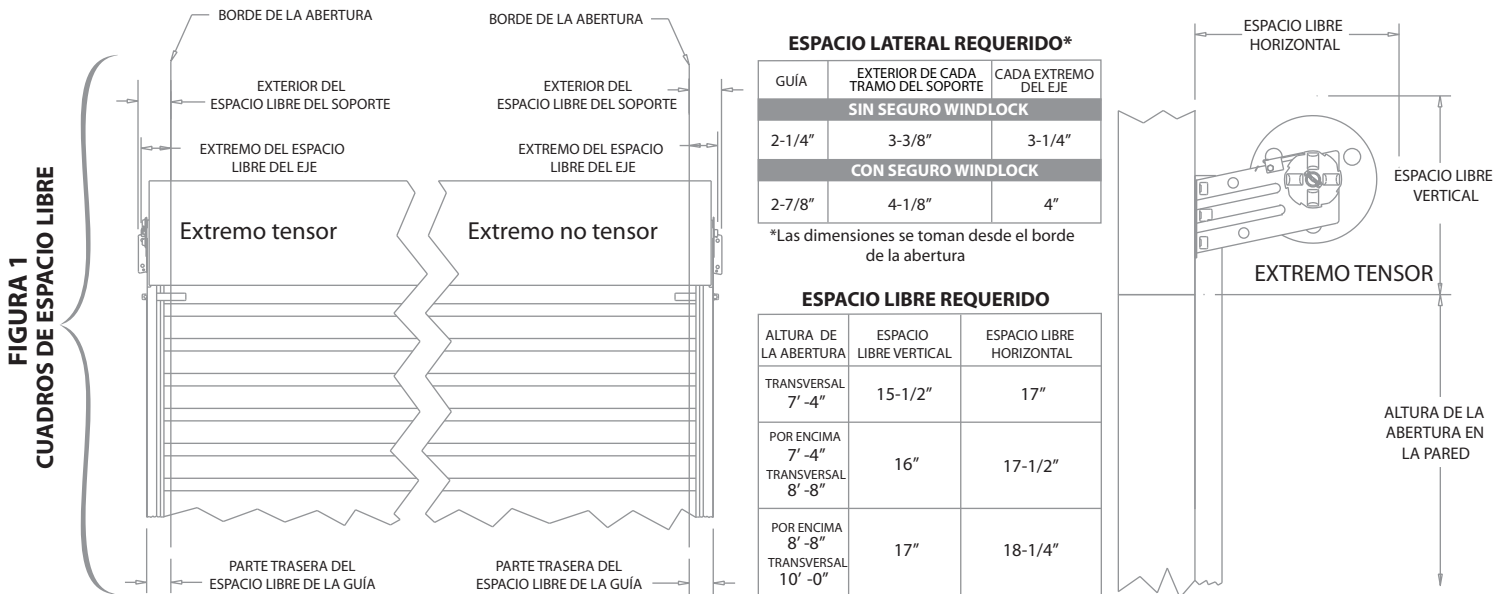 FIGURA 1
CUADROS DE ESPACIO LIBRE
BORDE DE LA ABERTURA
BORDE DE LA ABERTURA
EXTERIOR DEL
ESPACIO LIBRE DEL SOPORTE
EXTERIOR DEL
ESPACIO LIBRE DEL SOPORTE
EXTREMO DEL ESPACIO
LIBRE DEL EJE
EXTREMO DEL ESPACIO
LIBRE DEL EJE
Extremo tensor
Extremo no tensor
PARTE TRASERA DEL
ESPACIO LIBRE DE LA GUÍA
PARTE TRASERA DEL
ESPACIO LIBRE DE LA GUÍA
ESPACIO LATERAL REQUERIDO*
GUÍA
EXTERIOR DE CADA
TRAMO DEL SOPORTE
CADA EXTREMO
DEL EJE
SIN SEGURO WINDLOCK
2-1/4” 3-3/8” 3-1/4”
CON SEGURO WINDLOCK
2-7/8” 4-1/8” 4”
*Las dimensiones se toman desde el borde
de la abertura
ESPACIO LIBRE REQUERIDO
ALTURA DE
LA ABERTURA
ESPACIO
LIBRE VERTICAL
ESPACIO LIBRE
HORIZONTAL
TRANSVERSAL
7’ -4”
15-1/2”
17”
POR ENCIMA
7’ -4”
TRANSVERSAL
8’ -8”
16”
17-1/2”
POR ENCIMA
8’ -8”
TRANSVERSAL
10’ -0”
17”
18-1/4”
ESPACIO LIBRE
HORIZONTAL
ESPACIO LIBRE
VERTICAL
EXTREMO TENSOR
ALTURA DE LA
ABERTURA EN
LA PARED